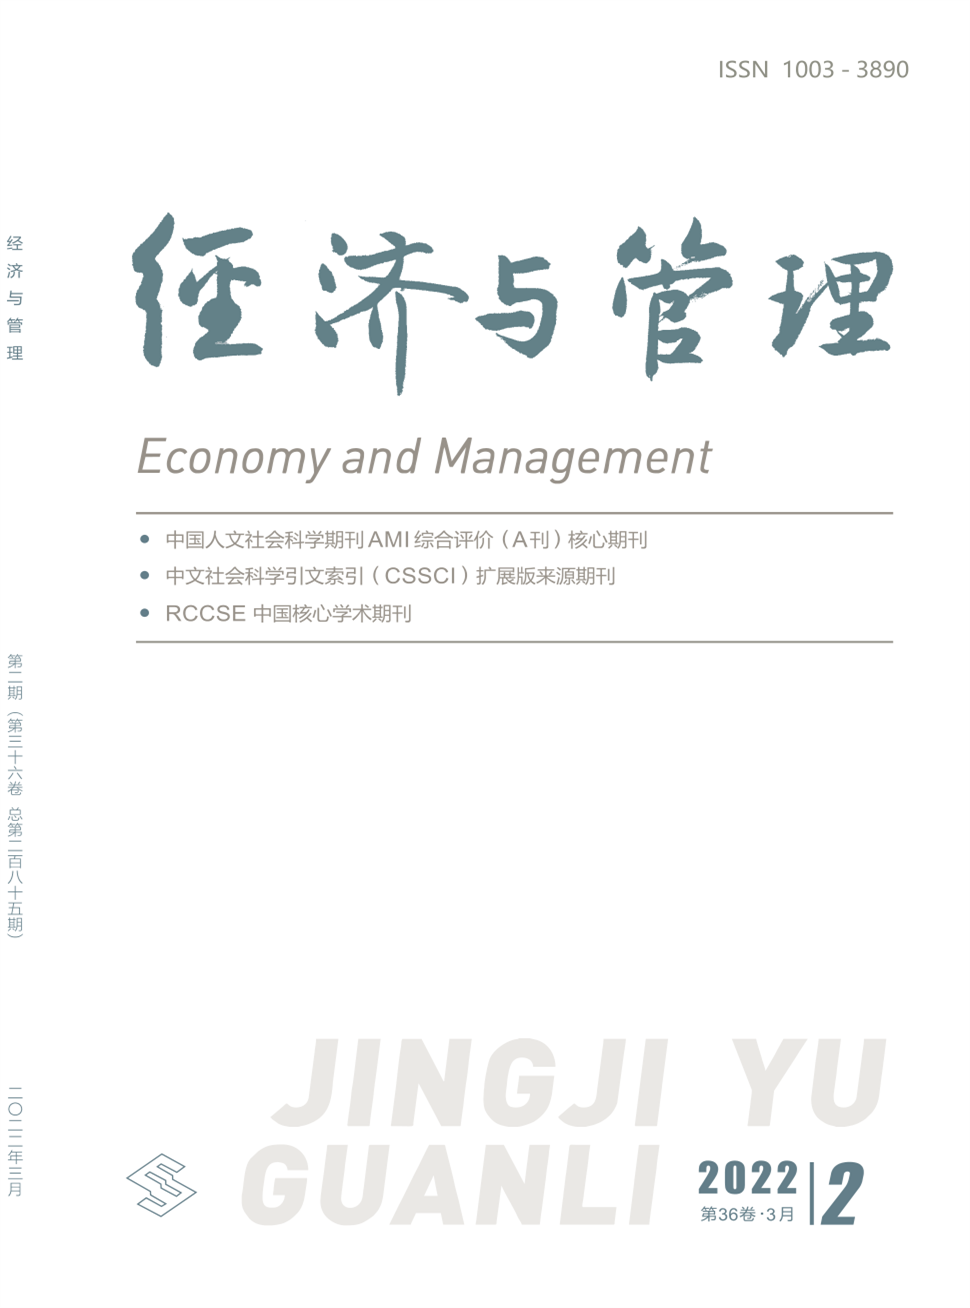 ISSN 1003 - 3890
經济与管理
Economy and Management
• 中国人文社会科学期刊 AMI 综合评价（A 刊）核心期刊
• 中文社会科学引文索引（CSSCI）扩展版来源期刊
• RCCSE 中国核心学术期刊
经济与管理
第二期（第三十六卷 总第二百八十五期）
二〇二二年三月
JINGJI YU
GUANLI
2022
第36卷·3月
2